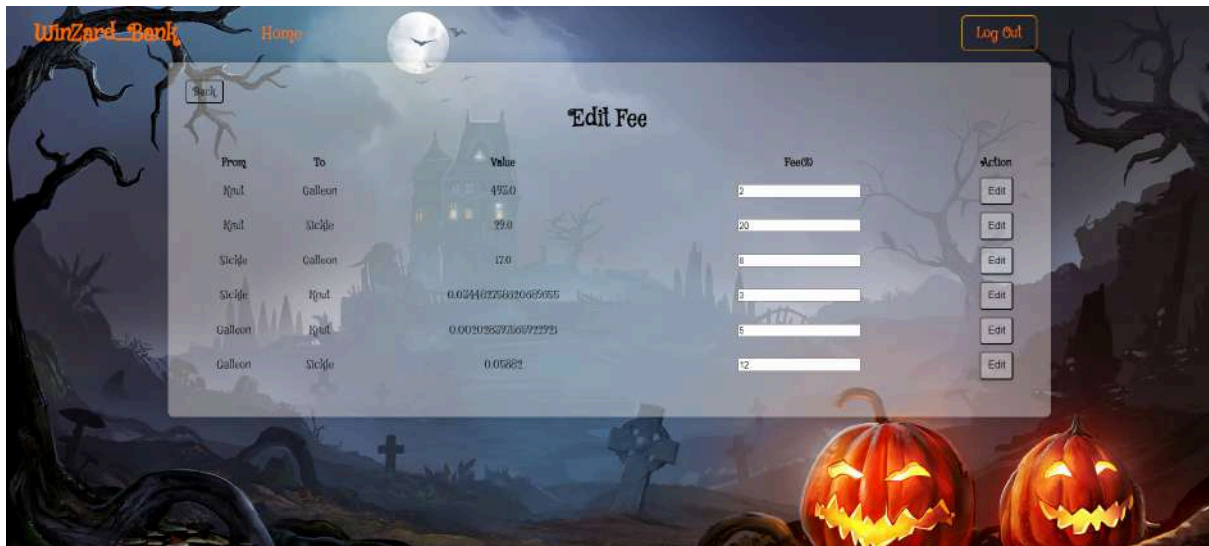 WinZard_Bank Home Log Out
Back
Edit Fee
From To Value Fee(%) Action
Knut Galleon 493.0 2 Edit
Knut Sickle 29.0 20 Edit
Sickle Galleon 17.0 Edit
Sickle Knut 3 Edit
Galleon Knut 5 Edit
Galleon Sickle 0.05882 12 Edit